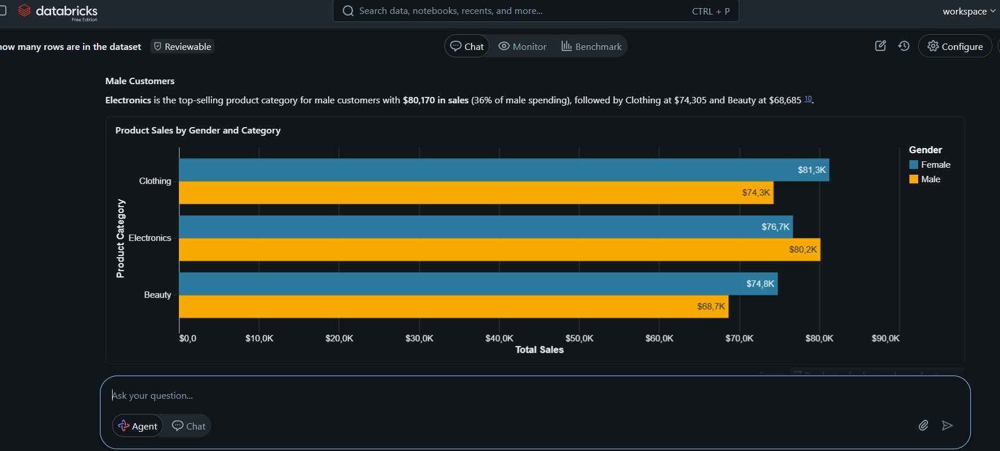 databricks
Free Edition
Search data, notebooks, recents, and more...
CTRL + P
workspace
how many rows are in the dataset
Reviewable
Chat
Monitor
Benchmark
Configure
Male Customers
Electronics is the top-selling product category for male customers with $80,170 in sales (36% of male spending), followed by Clothing at $74,305 and Beauty at $68,685 10.
Product Sales by Gender and Category
Gender
Female
Male
Product Category
Clothing
$81,3K
$74,3K
Electronics
$76,7K
$80,2K
Beauty
$74,8K
$68,7K
$0,0 $10,0K $20,0K $30,0K $40,0K $50,0K $60,0K $70,0K $80,0K $90,0K
Total Sales
Ask your question...
Agent
Chat